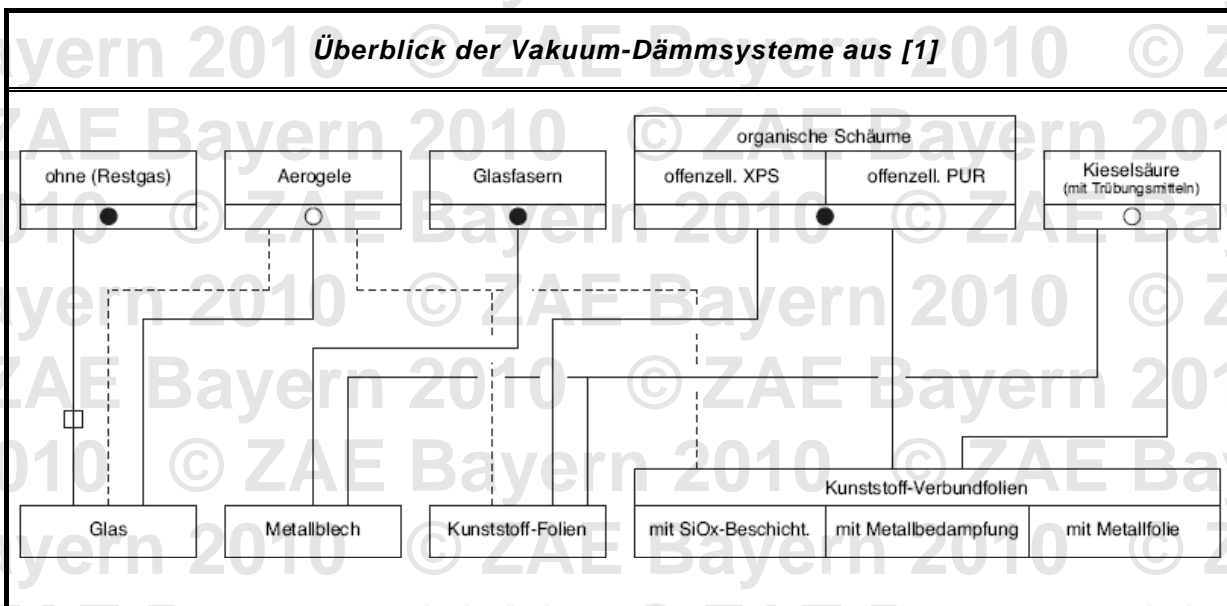 Überblick der Vakuum-Dämmsysteme aus [1]
organische Schäume
ohne (Restgas)
Aerogele
Glasfasern
offenzell. XPS
offenzell. PUR
Kieselsäure
(mit Trübungsmitteln)
Glas
Metallblech
Kunststoff-Folien
Kunststoff-Verbundfolien
mit SiOx-Beschicht.
mit Metallbedampfung
mit Metallfolie
© ZAE Bayern 2010